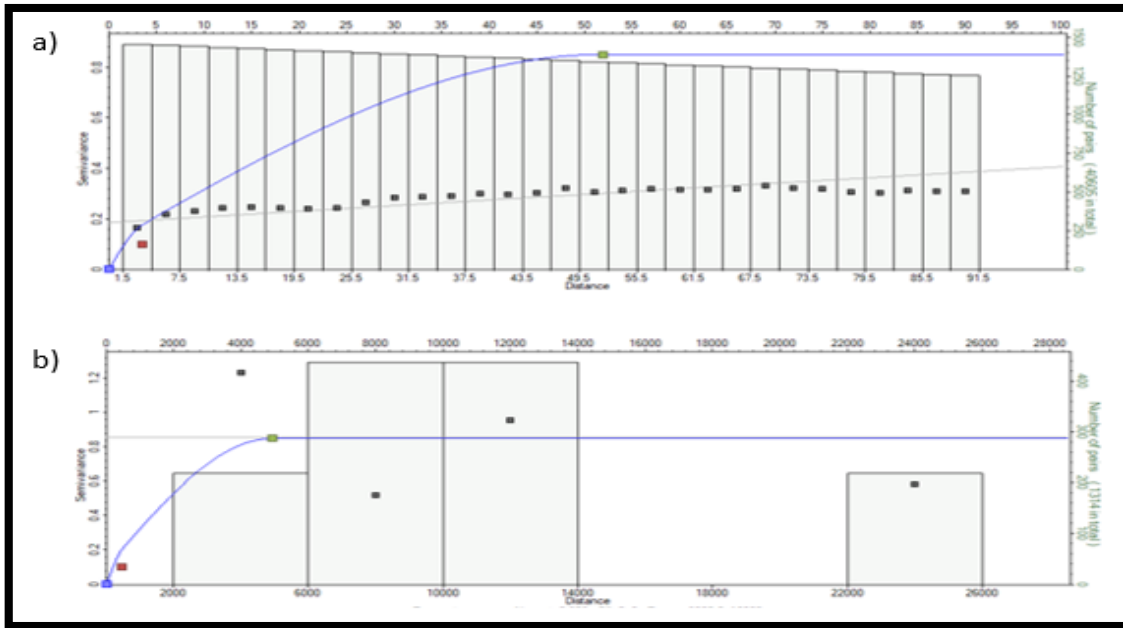 a)
0 5 10 15 20 25 30 35 40 45 50 55 60 65 70 75 80 85 90 95 100
Semivariance
0 0.2 0.4 0.6 0.8
Number of pairs
0 250 500 750 1000 1250 1500
1.5 7.5 13.5 19.5 25.5 31.5 37.5 43.5 49.5 55.5 61.5 67.5 73.5 79.5 85.5 91.5
Distance
b)
0 2000 4000 6000 8000 10000 12000 14000 16000 18000 20000 22000 24000 26000 28000
Semivariance
0 0.2 0.4 0.6 0.8 1 1.2
Number of pairs (1314 in total)
0 100 200 300 400
2000 6000 10000 14000 18000 22000 26000
Distance